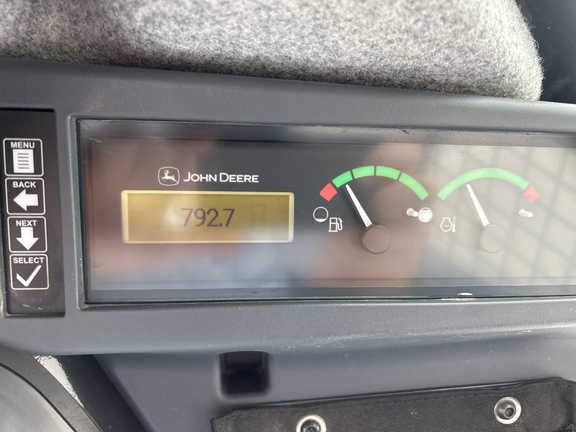 MENU
BACK
NEXT
SELECT
JOHN DEERE
792.7